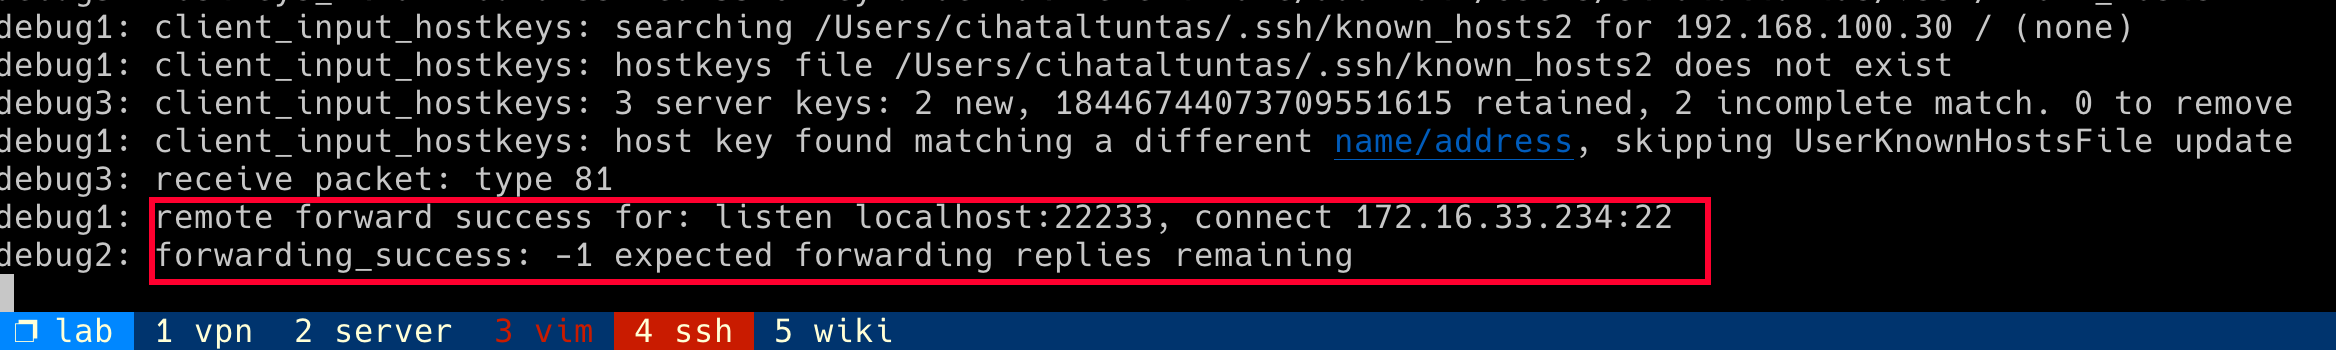 debug1: client_input_hostkeys: searching /Users/cihataltuntas/.ssh/known_hosts2 for 192.168.100.30 / (none)
debug1: client_input_hostkeys: hostkeys file /Users/cihataltuntas/.ssh/known_hosts2 does not exist
debug3: client_input_hostkeys: 3 server keys: 2 new, 18446744073709551615 retained, 2 incomplete match. 0 to remove
debug1: client_input_hostkeys: host key found matching a different name/address, skipping UserKnownHostsFile update
debug3: receive packet: type 81
debug1: remote forward success for: listen localhost:22233, connect 172.16.33.234:22
debug2: forwarding_success: -1 expected forwarding replies remaining
lab 1 vpn 2 server 3 vim 4 ssh 5 wiki